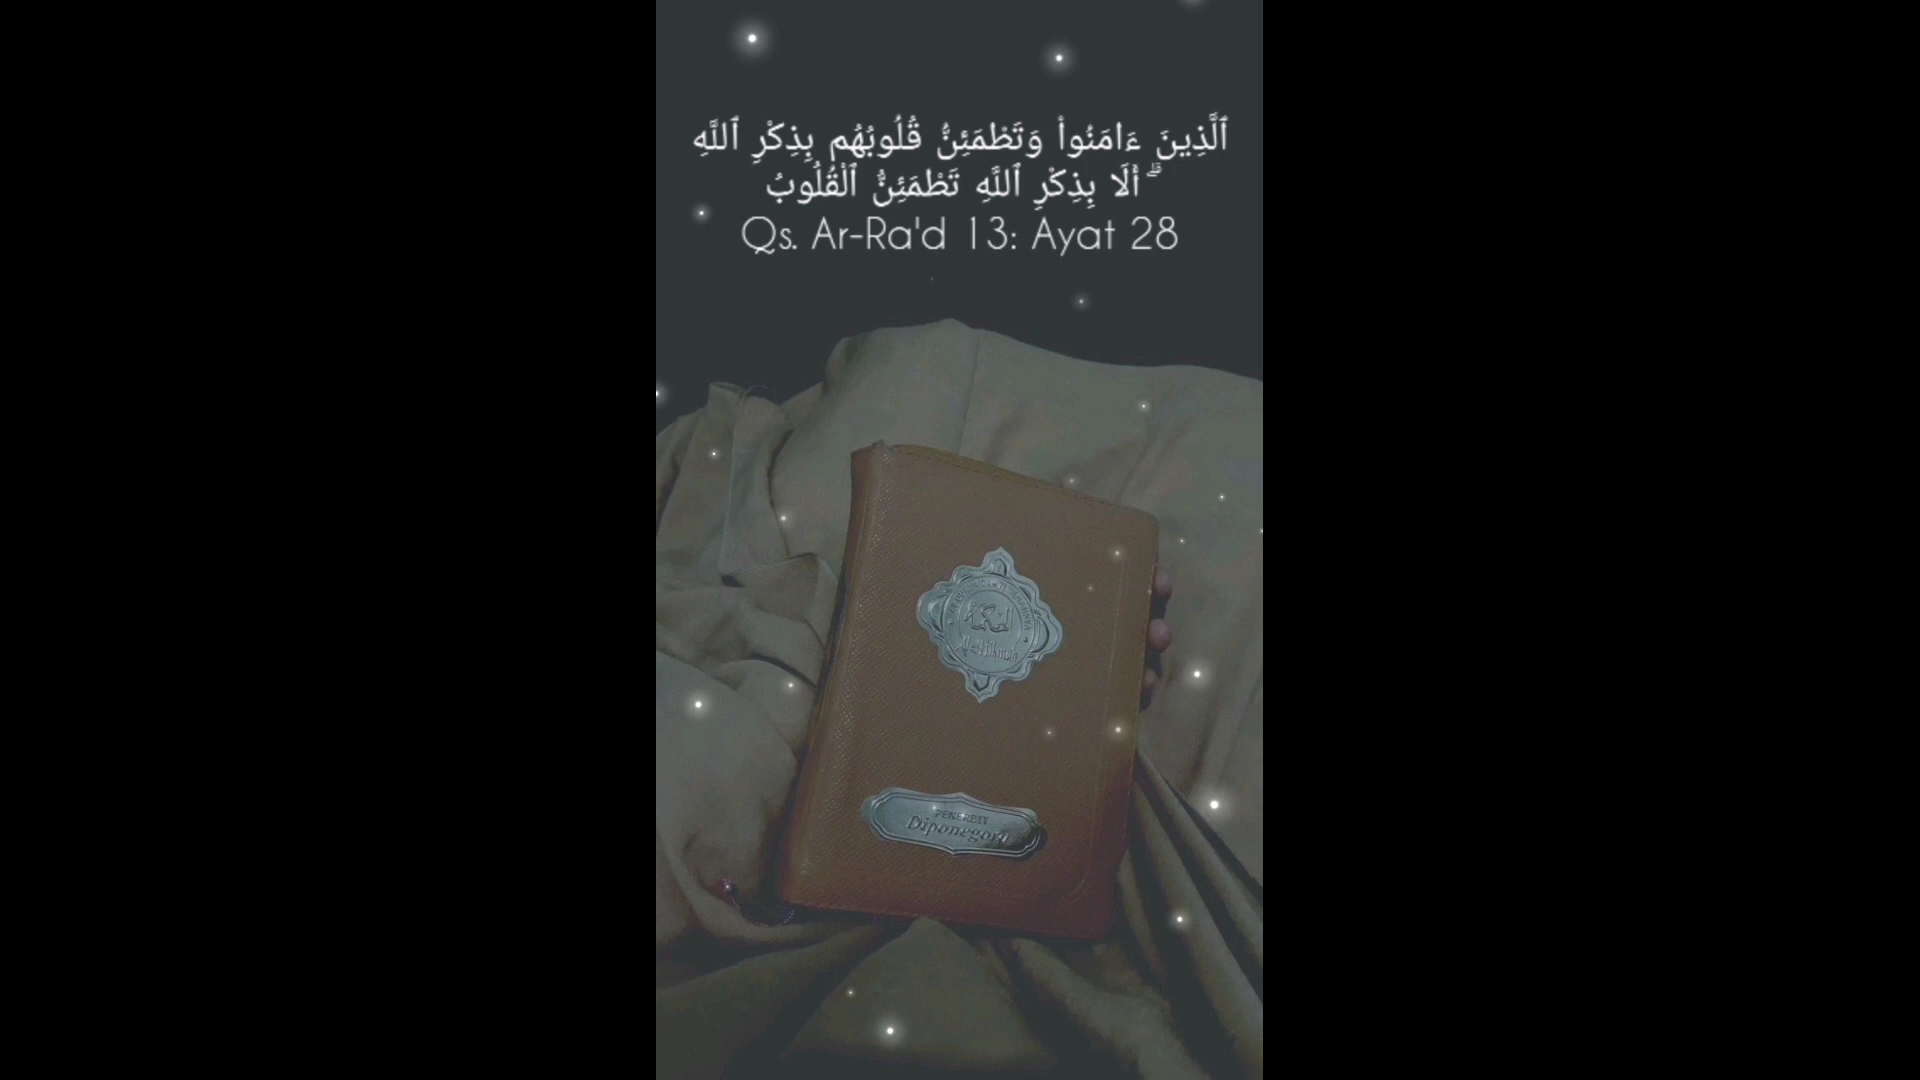 ٱلَّذِينَ ءَامَنُوا۟ وَتَطْمَئِنُّ قُلُوبُهُم بِذِكْرِ ٱللَّهِ
ۗ أَلَا بِذِكْرِ ٱللَّهِ تَطْمَئِنُّ ٱلْقُلُوبُ
Qs. Ar-Ra'd 13: Ayat 28
Al-Hikmah
PENERBIT
Diponegoro